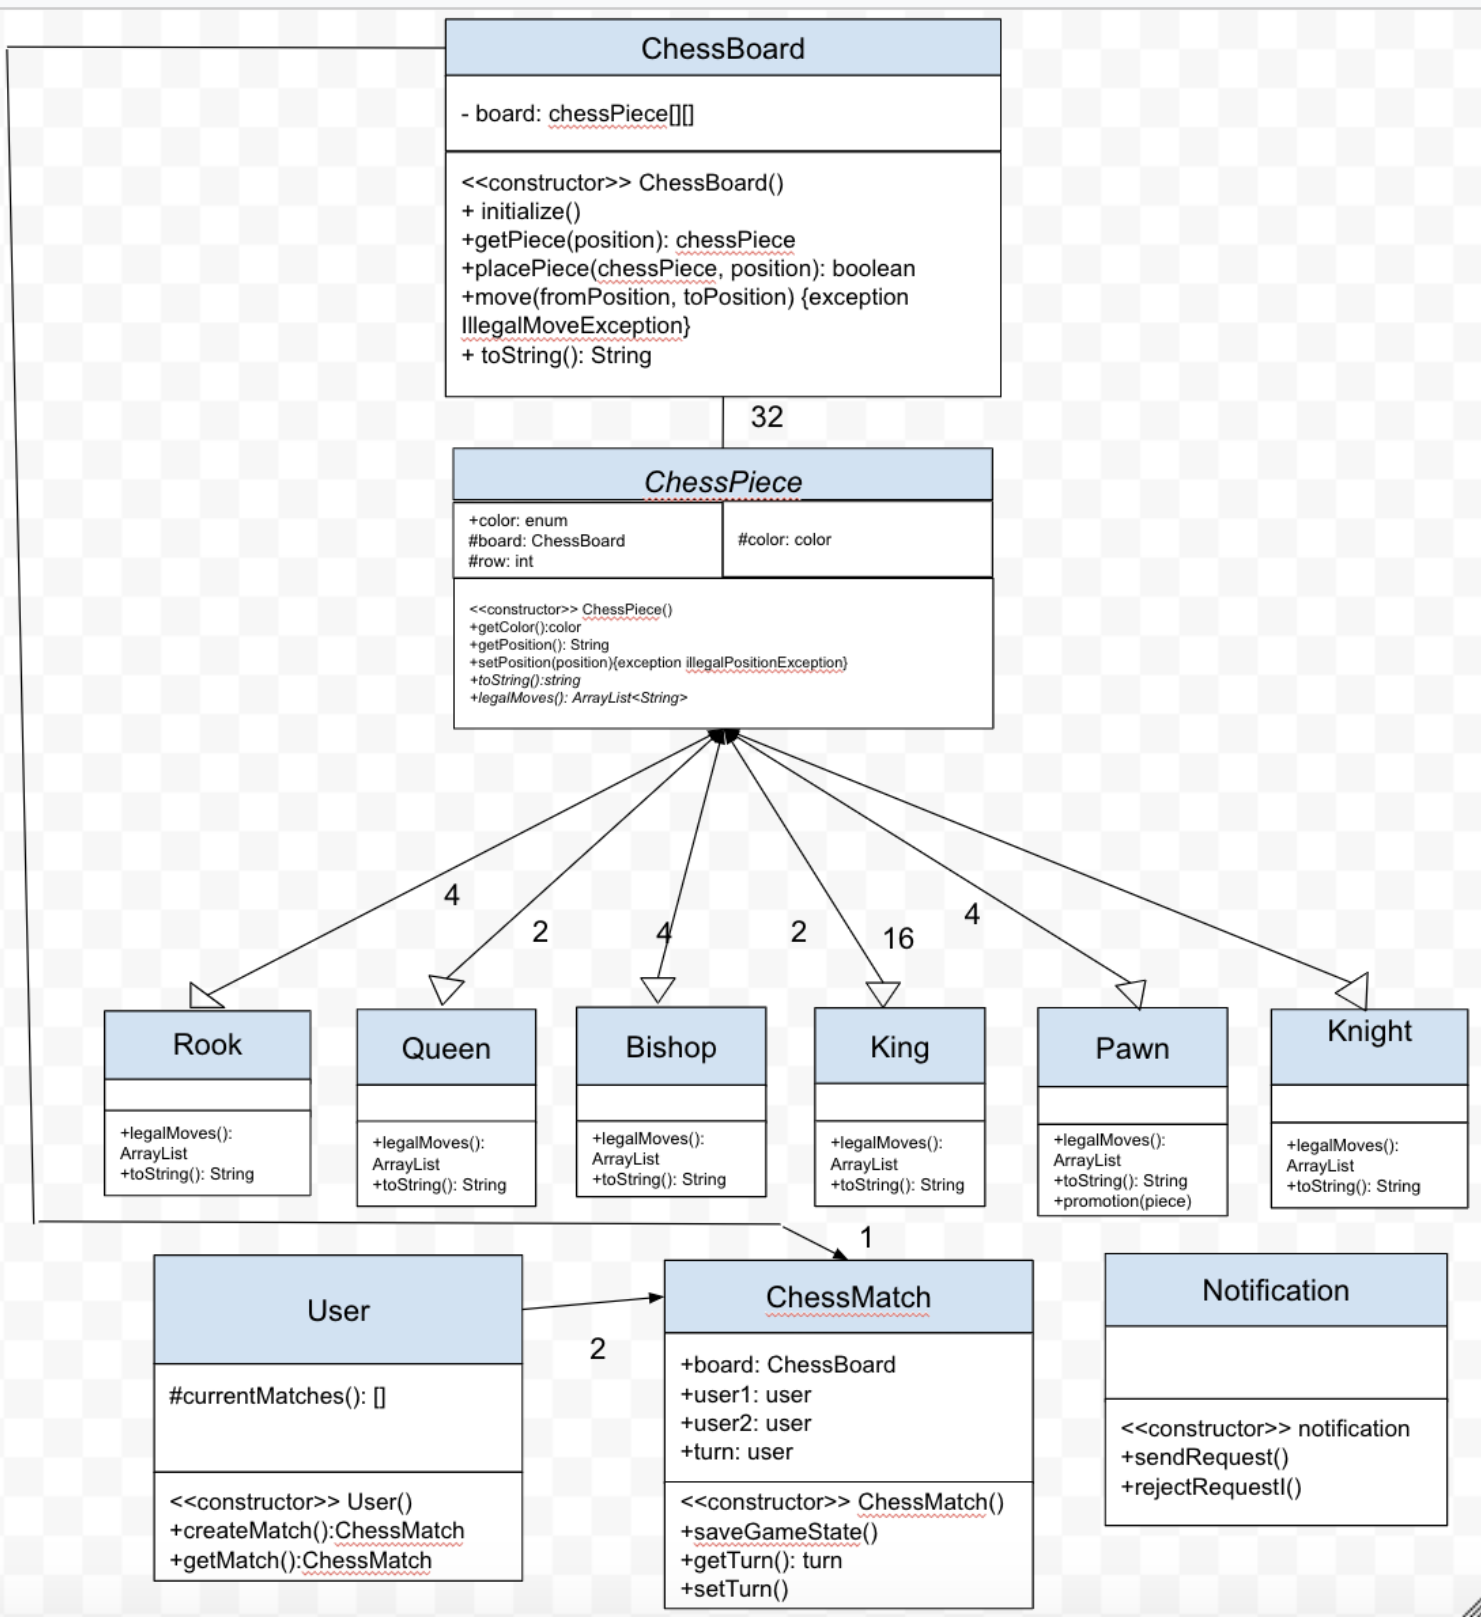 ChessBoard
- board: chessPiece[][]
<<constructor>> ChessBoard()
+ initialize()
+getPiece(position): chessPiece
+placePiece(chessPiece, position): boolean
+move(fromPosition, toPosition) {exception
IllegalMoveException}
+ toString(): String
32
ChessPiece
+color: enum
#board: ChessBoard
#row: int
#color: color
<<constructor>> ChessPiece()
+getColor():color
+getPosition(): String
+setPosition(position){exception illegalPositionException}
+toString():string
+legalMoves(): ArrayList<String>
4
2
4
2
16
4
Rook
+legalMoves():
ArrayList
+toString(): String
Queen
+legalMoves():
ArrayList
+toString(): String
Bishop
+legalMoves():
ArrayList
+toString(): String
King
+legalMoves():
ArrayList
+toString(): String
Pawn
+legalMoves():
ArrayList
+toString(): String
+promotion(piece)
Knight
+legalMoves():
ArrayList
+toString(): String
1
User
#currentMatches(): []
<<constructor>> User()
+createMatch():ChessMatch
+getMatch():ChessMatch
2
ChessMatch
+board: ChessBoard
+user1: user
+user2: user
+turn: user
<<constructor>> ChessMatch()
+saveGameState()
+getTurn(): turn
+setTurn()
Notification
<<constructor>> notification
+sendRequest()
+rejectRequestl()